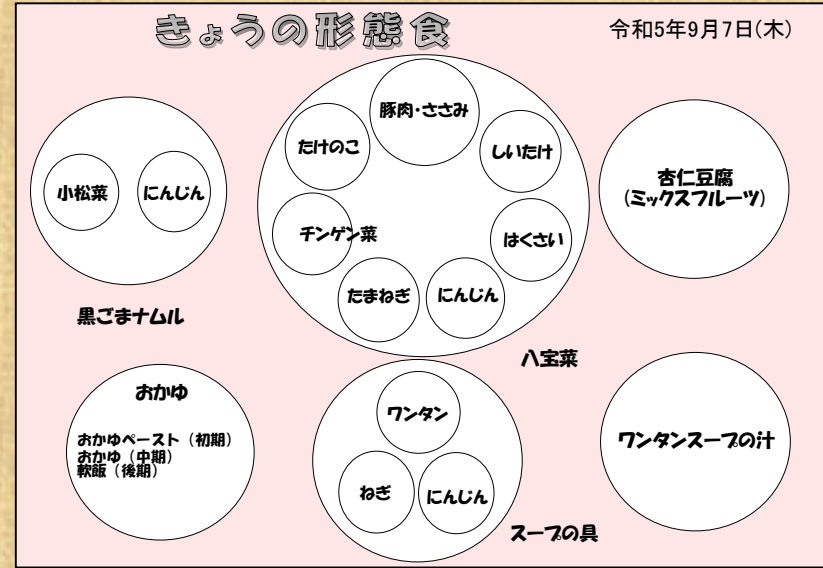 きょうの形態食
令和5年9月7日(木)
小松菜
にんじん
黒ごまナムル
豚肉・ささみ
たけのこ
しいたけ
チンゲン菜
はくさい
たまねぎ
にんじん
八宝菜
杏仁豆腐
(ミックスフルーツ)
おかゆ
おかゆペースト（初期）
おかゆ（中期）
軟飯（後期）
ワンタン
ねぎ
にんじん
スープの具
ワンタンスープの汁